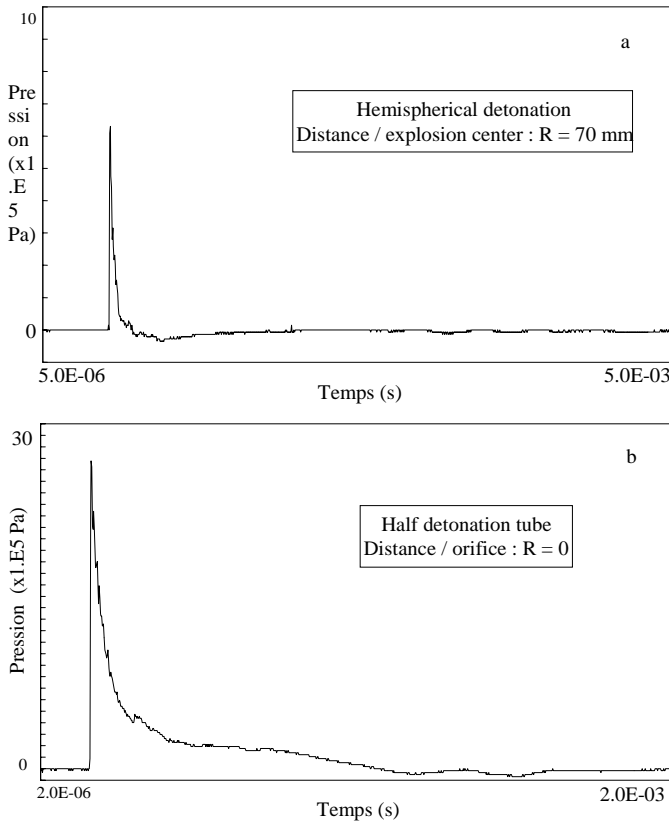 10
a
Pre
ssi
on
(x1
.E
5
Pa)
Hemispherical detonation
Distance / explosion center : R = 70 mm
0
5.0E-06
5.0E-03
Temps (s)
30
b
Pression (x1.E5 Pa)
Half detonation tube
Distance / orifice : R = 0
0
2.0E-06
2.0E-03
Temps (s)